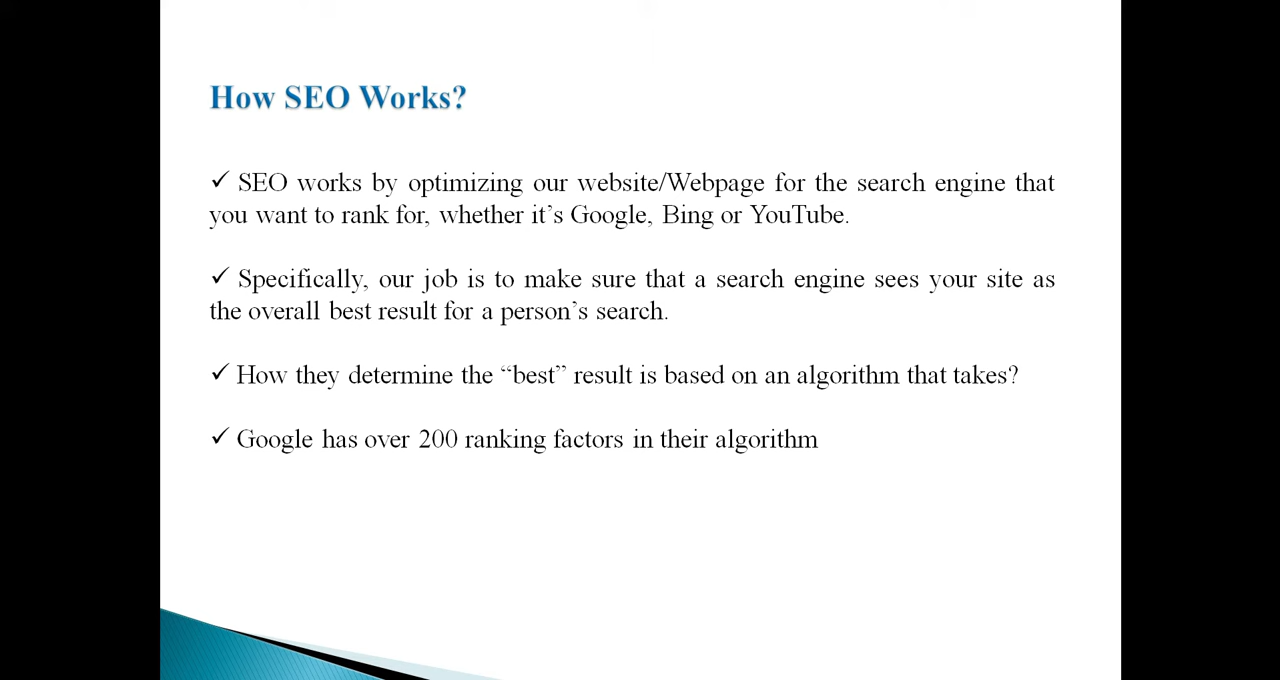 How SEO Works?
✓ SEO works by optimizing our website/Webpage for the search engine that
you want to rank for, whether it’s Google, Bing or YouTube.
✓ Specifically, our job is to make sure that a search engine sees your site as
the overall best result for a person’s search.
✓ How they determine the “best” result is based on an algorithm that takes?
✓ Google has over 200 ranking factors in their algorithm